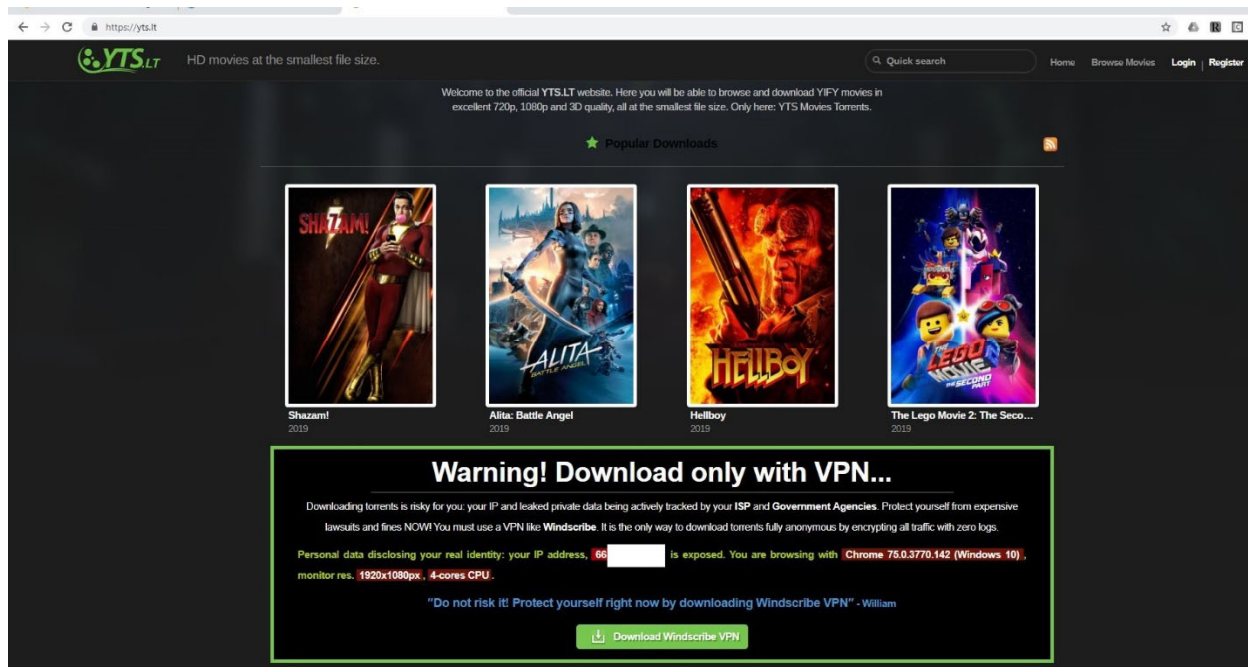 https://yts.lt
YTS.LT
HD movies at the smallest file size.
Quick search
Home Browse Movies Login | Register
Welcome to the official YTS.LT website. Here you will be able to browse and download YIFY movies in
excellent 720p, 1080p and 3D quality, all at the smallest file size. Only here: YTS Movies Torrents.
Popular Downloads
SHAZAM!
ALITA
BATTLE ANGEL
HELLBOY
THE LEGO MOVIE
THE SECOND PART
Shazam!
2019
Alita: Battle Angel
2019
Hellboy
2019
The Lego Movie 2: The Seco...
2019
Warning! Download only with VPN...
Downloading torrents is risky for you: your IP and leaked private data being actively tracked by your ISP and Government Agencies. Protect yourself from expensive
lawsuits and fines NOW! You must use a VPN like Windscribe. It is the only way to download torrents fully anonymous by encrypting all traffic with zero logs.
Personal data disclosing your real identity: your IP address, 66 is exposed. You are browsing with Chrome 75.0.3770.142 (Windows 10) ,
monitor res. 1920x1080px , 4-cores CPU .
"Do not risk it! Protect yourself right now by downloading Windscribe VPN" - William
Download Windscribe VPN